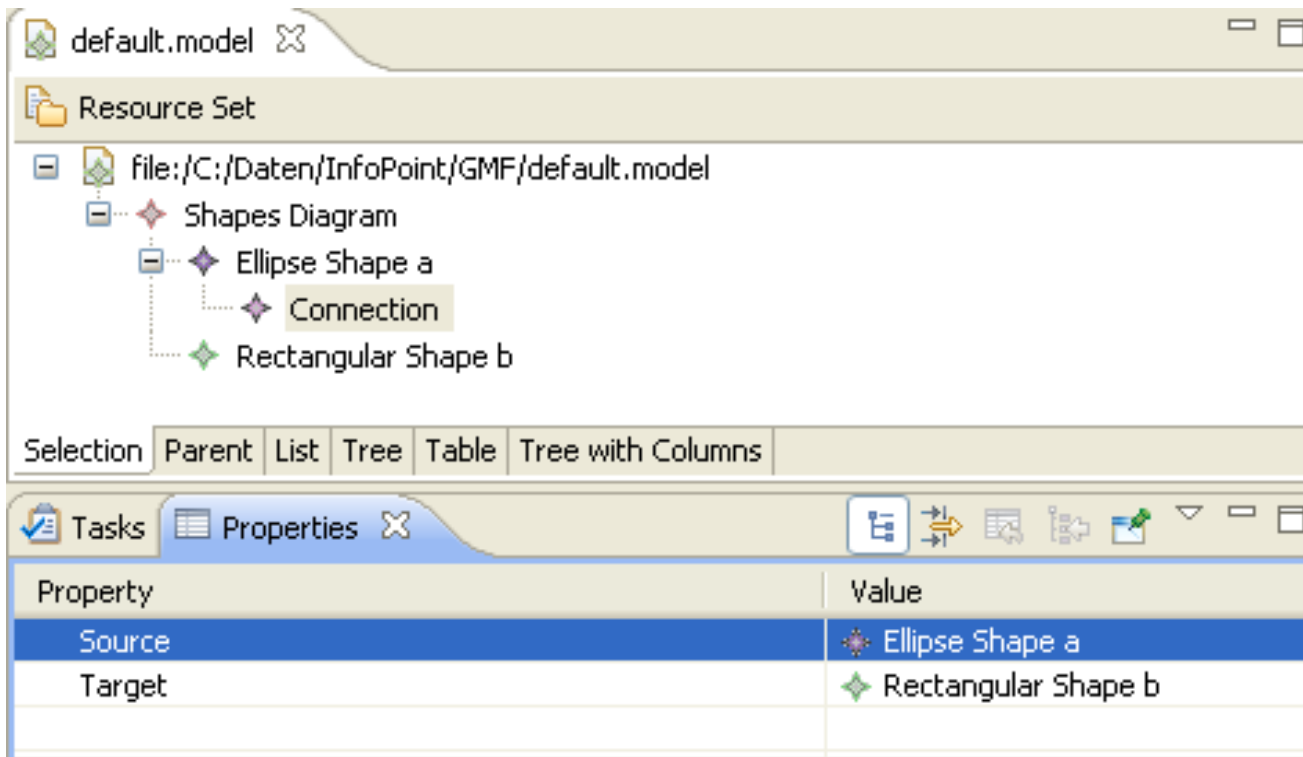 default.model
Resource Set
file:/C:/Daten/InfoPoint/GMF/default.model
Shapes Diagram
Ellipse Shape a
Connection
Rectangular Shape b
Selection Parent List Tree Table Tree with Columns
Tasks Properties
Property Value
Source Ellipse Shape a
Target Rectangular Shape b